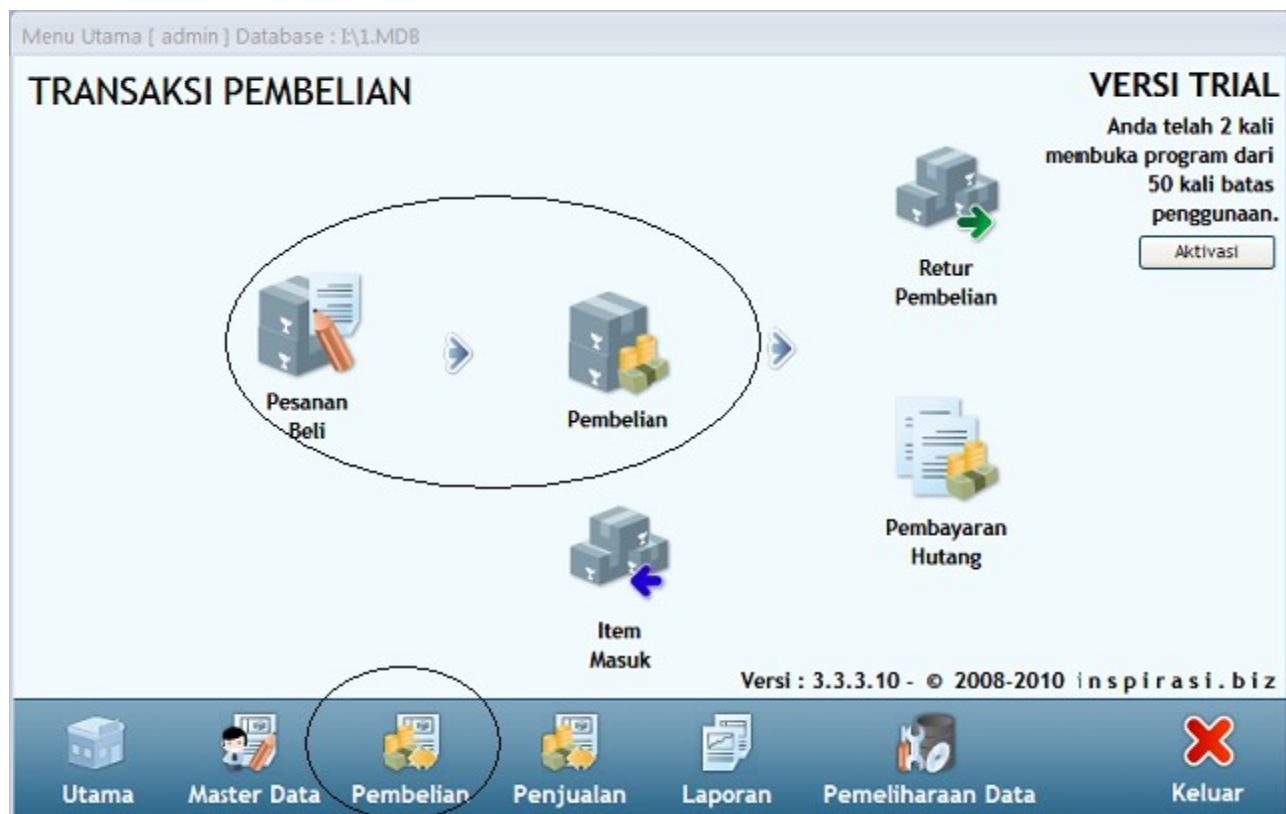 Menu Utama [ admin ] Database : I:\1.MDB
TRANSAKSI PEMBELIAN
VERSI TRIAL
Anda telah 2 kali
membuka program dari
50 kali batas
penggunaan.
Aktivasi
Retur
Pembelian
Pesanan
Beli
Pembelian
Pembayaran
Hutang
Item
Masuk
Versi : 3.3.3.10 - © 2008-2010 inspirasi.biz
Utama
Master Data
Pembelian
Penjualan
Laporan
Pemeliharaan Data
Keluar